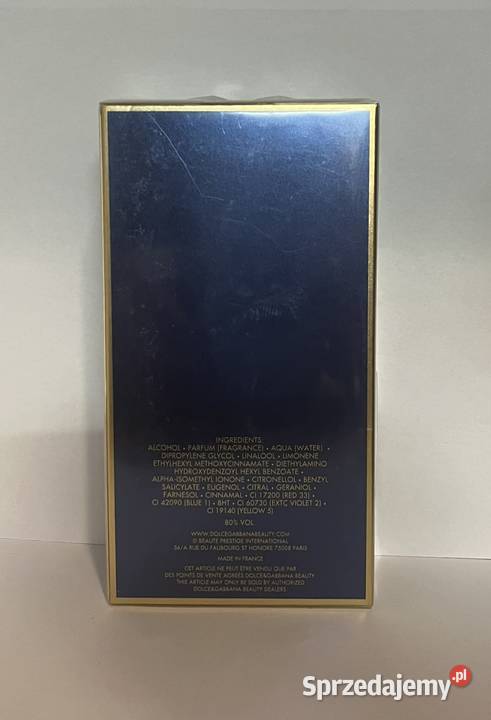 INGREDIENTS:
ALCOHOL • PARFUM (FRAGRANCE) • AQUA (WATER) •
DIPROPYLENE GLYCOL • LINALOOL • LIMONENE
ETHYLHEXYL METHOXYCINNAMATE • DIETHYLAMINO
HYDROXYDENZOYL HEXYL BENZOATE •
ALPHA-ISOMETHYL IONONE • CITRONELLOL • BENZYL
SALICYLATE • EUGENOL • CITRAL • GERANIOL •
FARNESOL • CINNAMAL • CI 17200 (RED 33) •
CI 42090 (BLUE 1) • BHT • CI 60730 (EXTC VIOLET 2) •
CI 19140 (YELLOW 5)
80% VOL
WWW.DOLCEGABBANABEAUTY.COM
© BEAUTE PRESTIGE INTERNATIONAL
56/A RUE DU FAUBOURG ST HONORE 75008 PARIS
MADE IN FRANCE
CET ARTICLE NE PEUT ÊTRE VENDU QUE PAR
DES POINTS DE VENTE AGRÉÉS DOLCE&GABBANA BEAUTY
THIS ARTICLE MAY ONLY BE SOLD BY AUTHORIZED
DOLCE&GABBANA BEAUTY DEALERS
Sprzedajemy.pl